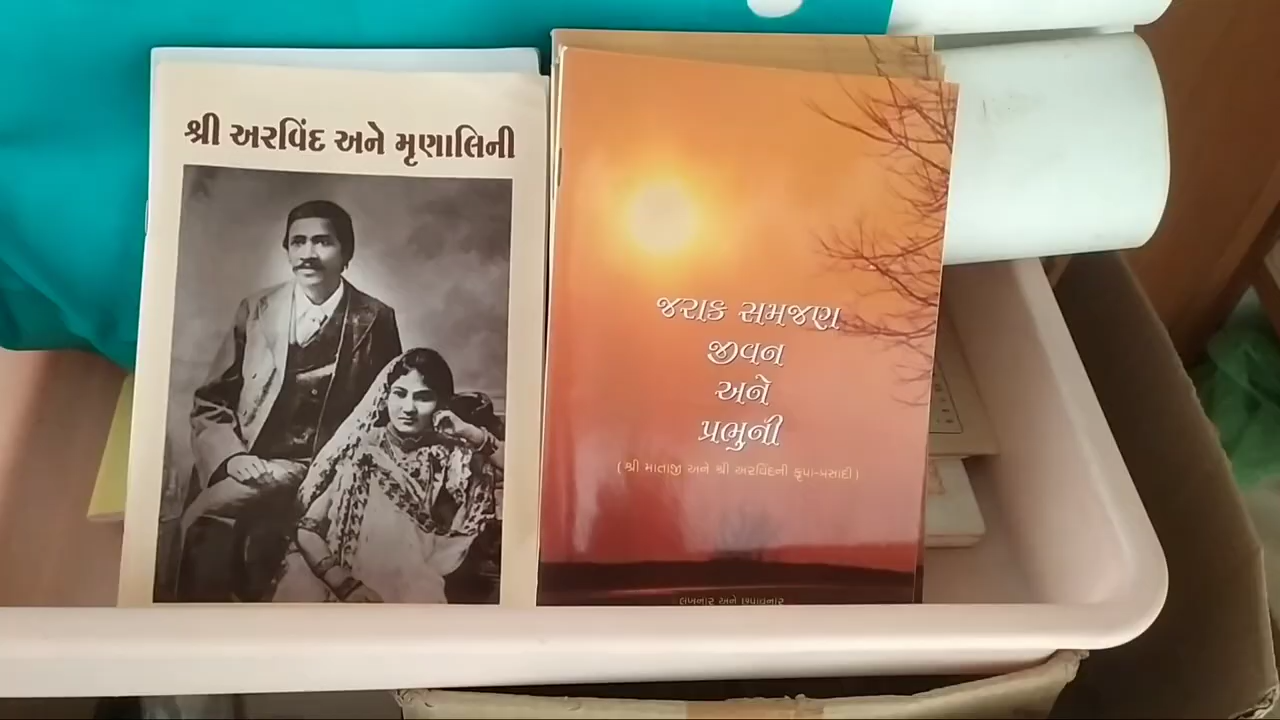 શ્રી અરવિંદ અને મૃણાલિની
જરાક સમજણ
જીવન
અને
પ્રભુની
( શ્રી માતાજી અને શ્રી અરવિંદની કૃપા-પ્રસાદી )
લખનાર અને છપાવનાર